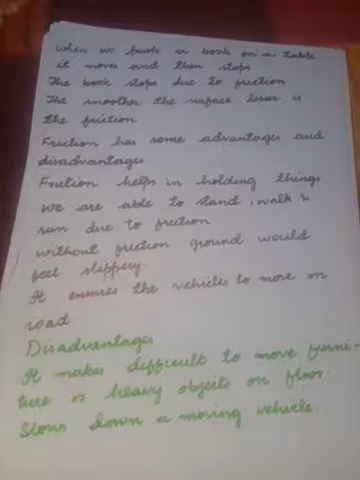 when we push a book on a table
it moves and then stops
The book stops due to friction
The smoother the surface lesser is
the friction
Friction has some advantages and
disadvantages
Friction helps in holding things
We are able to stand, walk &
run due to friction
without friction ground would
feel slippery.
It ensures the vehicles to move on
road
Disadvantages
It makes difficult to move furni-
ture or heavy objects on floor.
Slows down a moving vehicle.